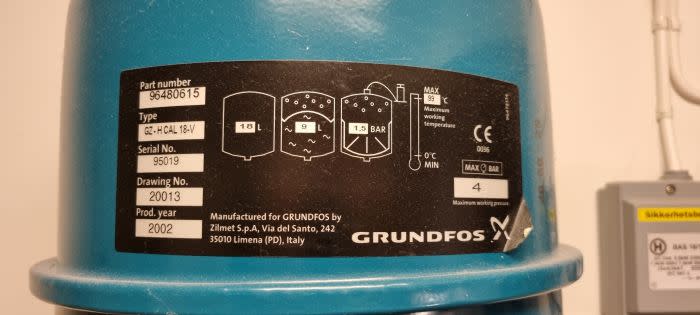 Part number
96480615
Type
GZ - H CAL 18-V
Serial No.
95019
Drawing No.
20013
Prod. year
2002
18 L
9 L
1,5 BAR
MAX
99 °C
Maximum
working
temperature
0°C
MIN
CE
0036
MAX BAR
4
Maximum working pressure
Manufactured for GRUNDFOS by
Zilmet S.p.A, Via del Santo, 242
35010 Limena (PD), Italy
GRUNDFOS
Sikkerhetsb
H